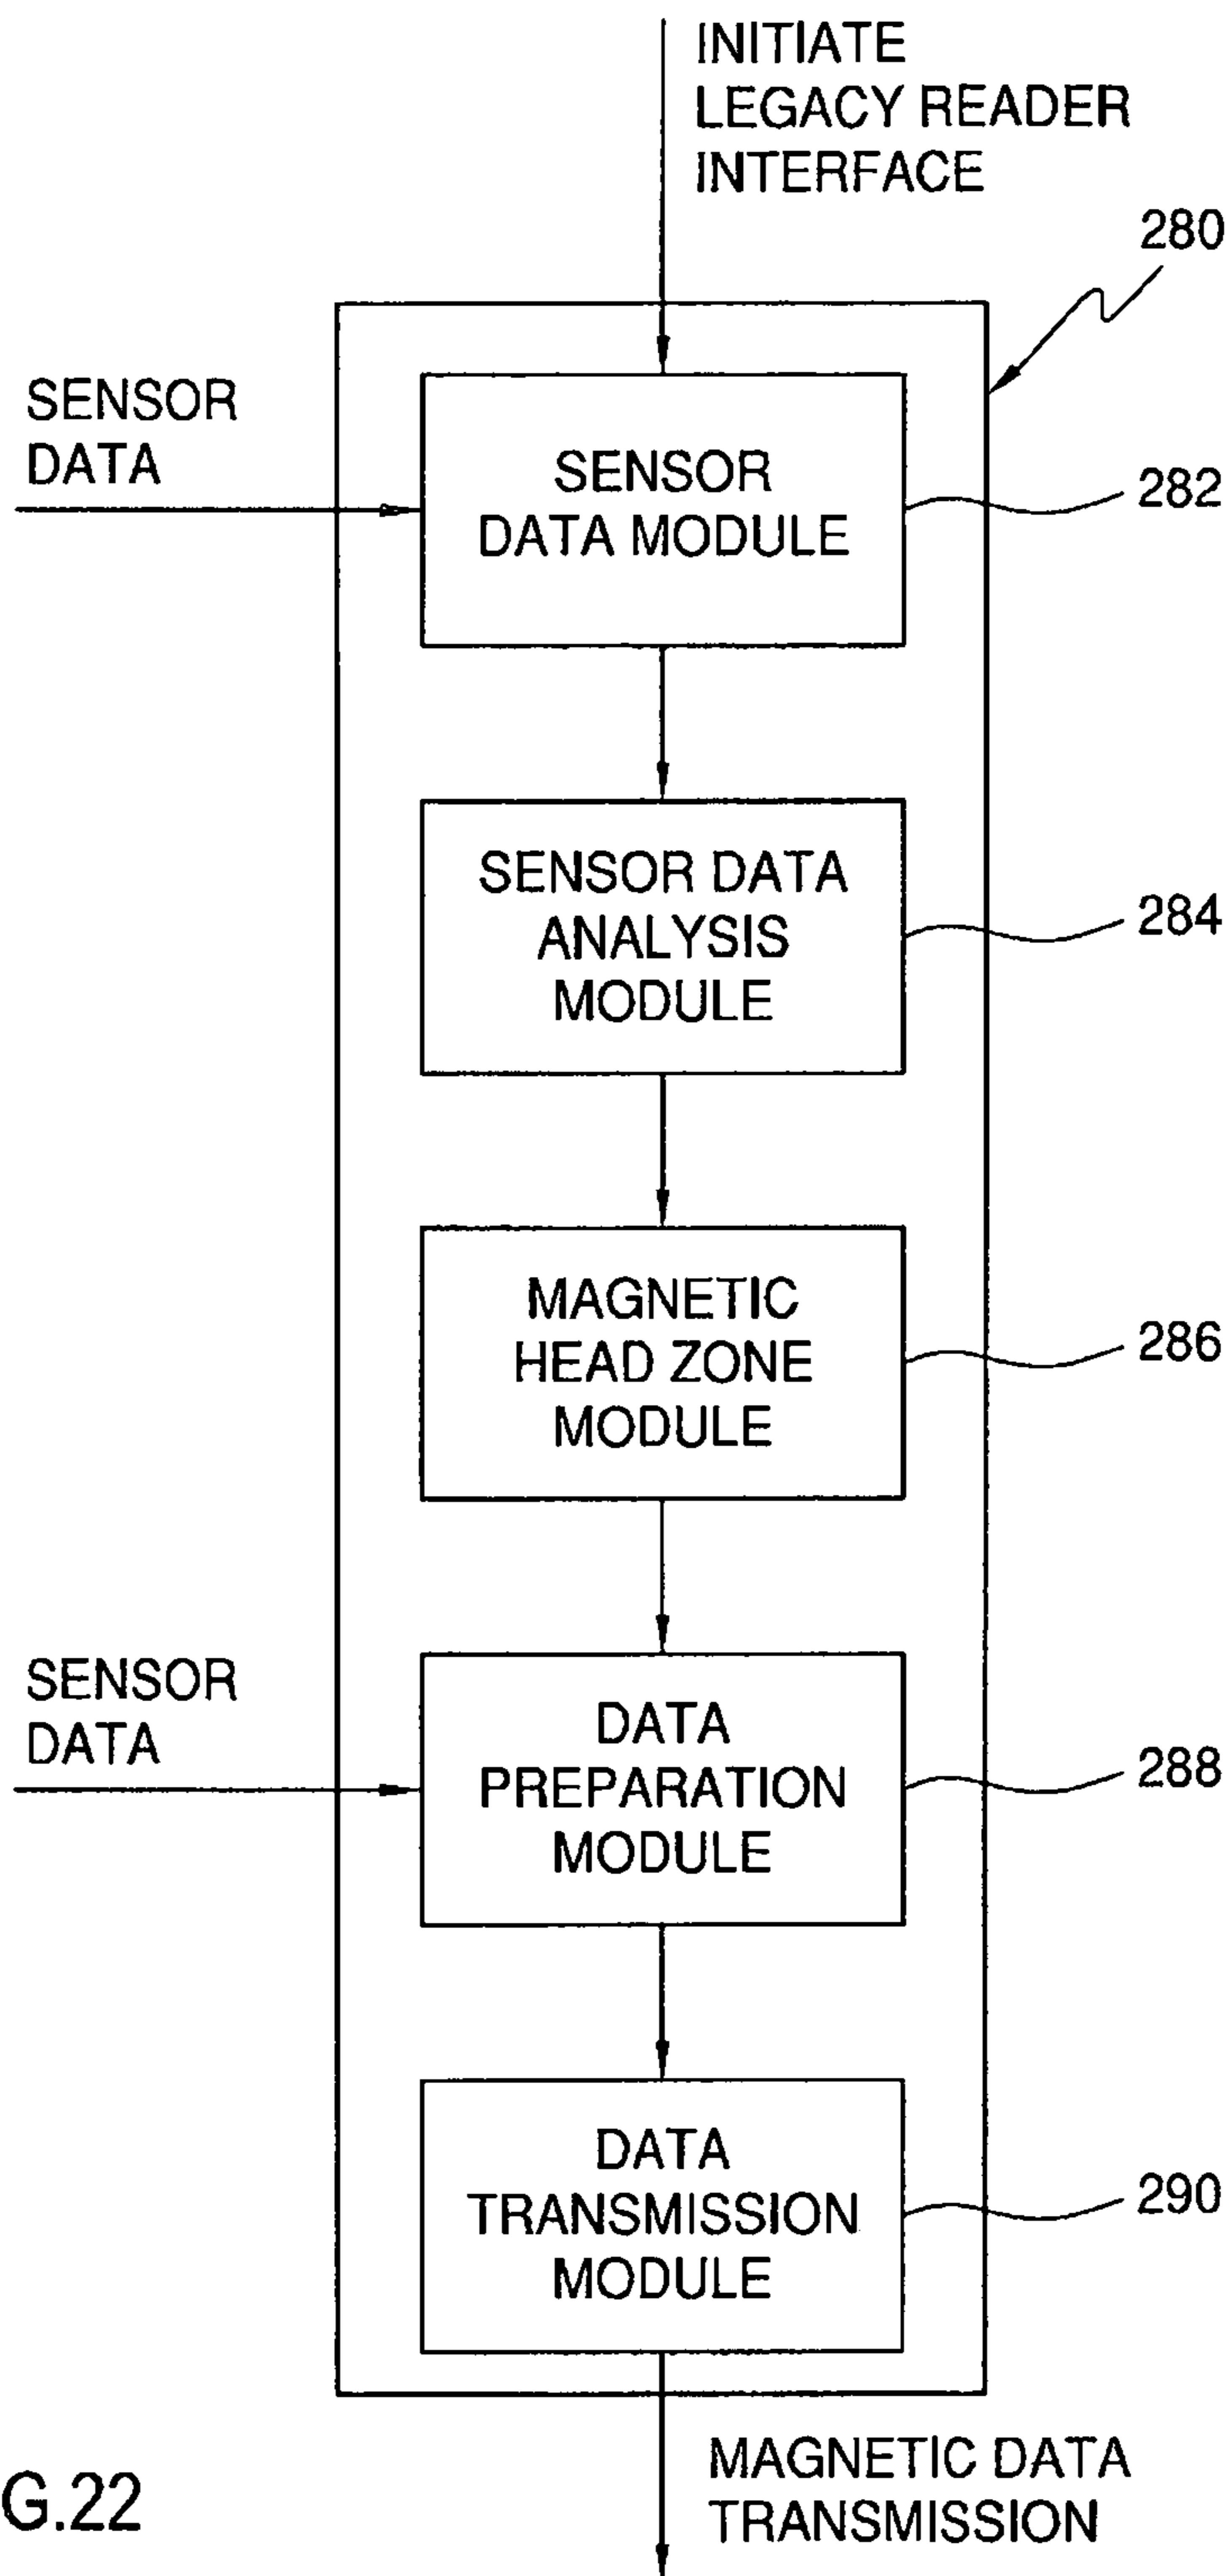 INITIATE
LEGACY READER
INTERFACE
280
SENSOR
DATA
SENSOR
DATA MODULE
282
SENSOR DATA
ANALYSIS
MODULE
284
MAGNETIC
HEAD ZONE
MODULE
286
SENSOR
DATA
DATA
PREPARATION
MODULE
288
DATA
TRANSMISSION
MODULE
290
MAGNETIC DATA
TRANSMISSION
G.22